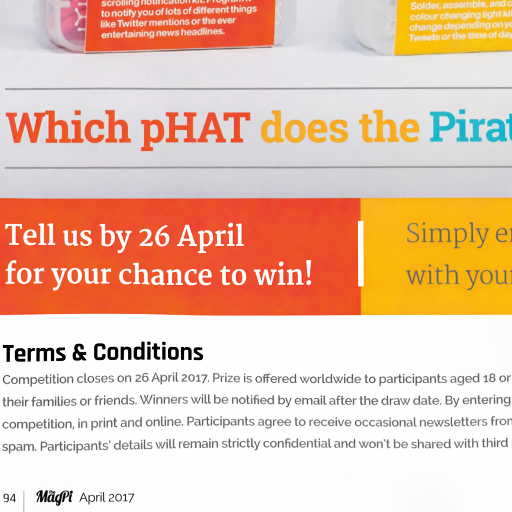 scrolling notification kit. Program it
to notify you of lots of different things
like Twitter mentions or the ever
entertaining news headlines.
Solder, assemble, and
colour changing light
change depending on
Tweets or the time of day
Which pHAT does the Pirat
Tell us by 26 April
for your chance to win!
Simply
with your
Terms & Conditions
Competition closes on 26 April 2017. Prize is offered worldwide to participants aged 18 or
their families or friends. Winners will be notified by email after the draw date. By entering
competition, in print and online. Participants agree to receive occasional newsletters from
spam. Participants' details will remain strictly confidential and won't be shared with third
94 The MagPi April 2017